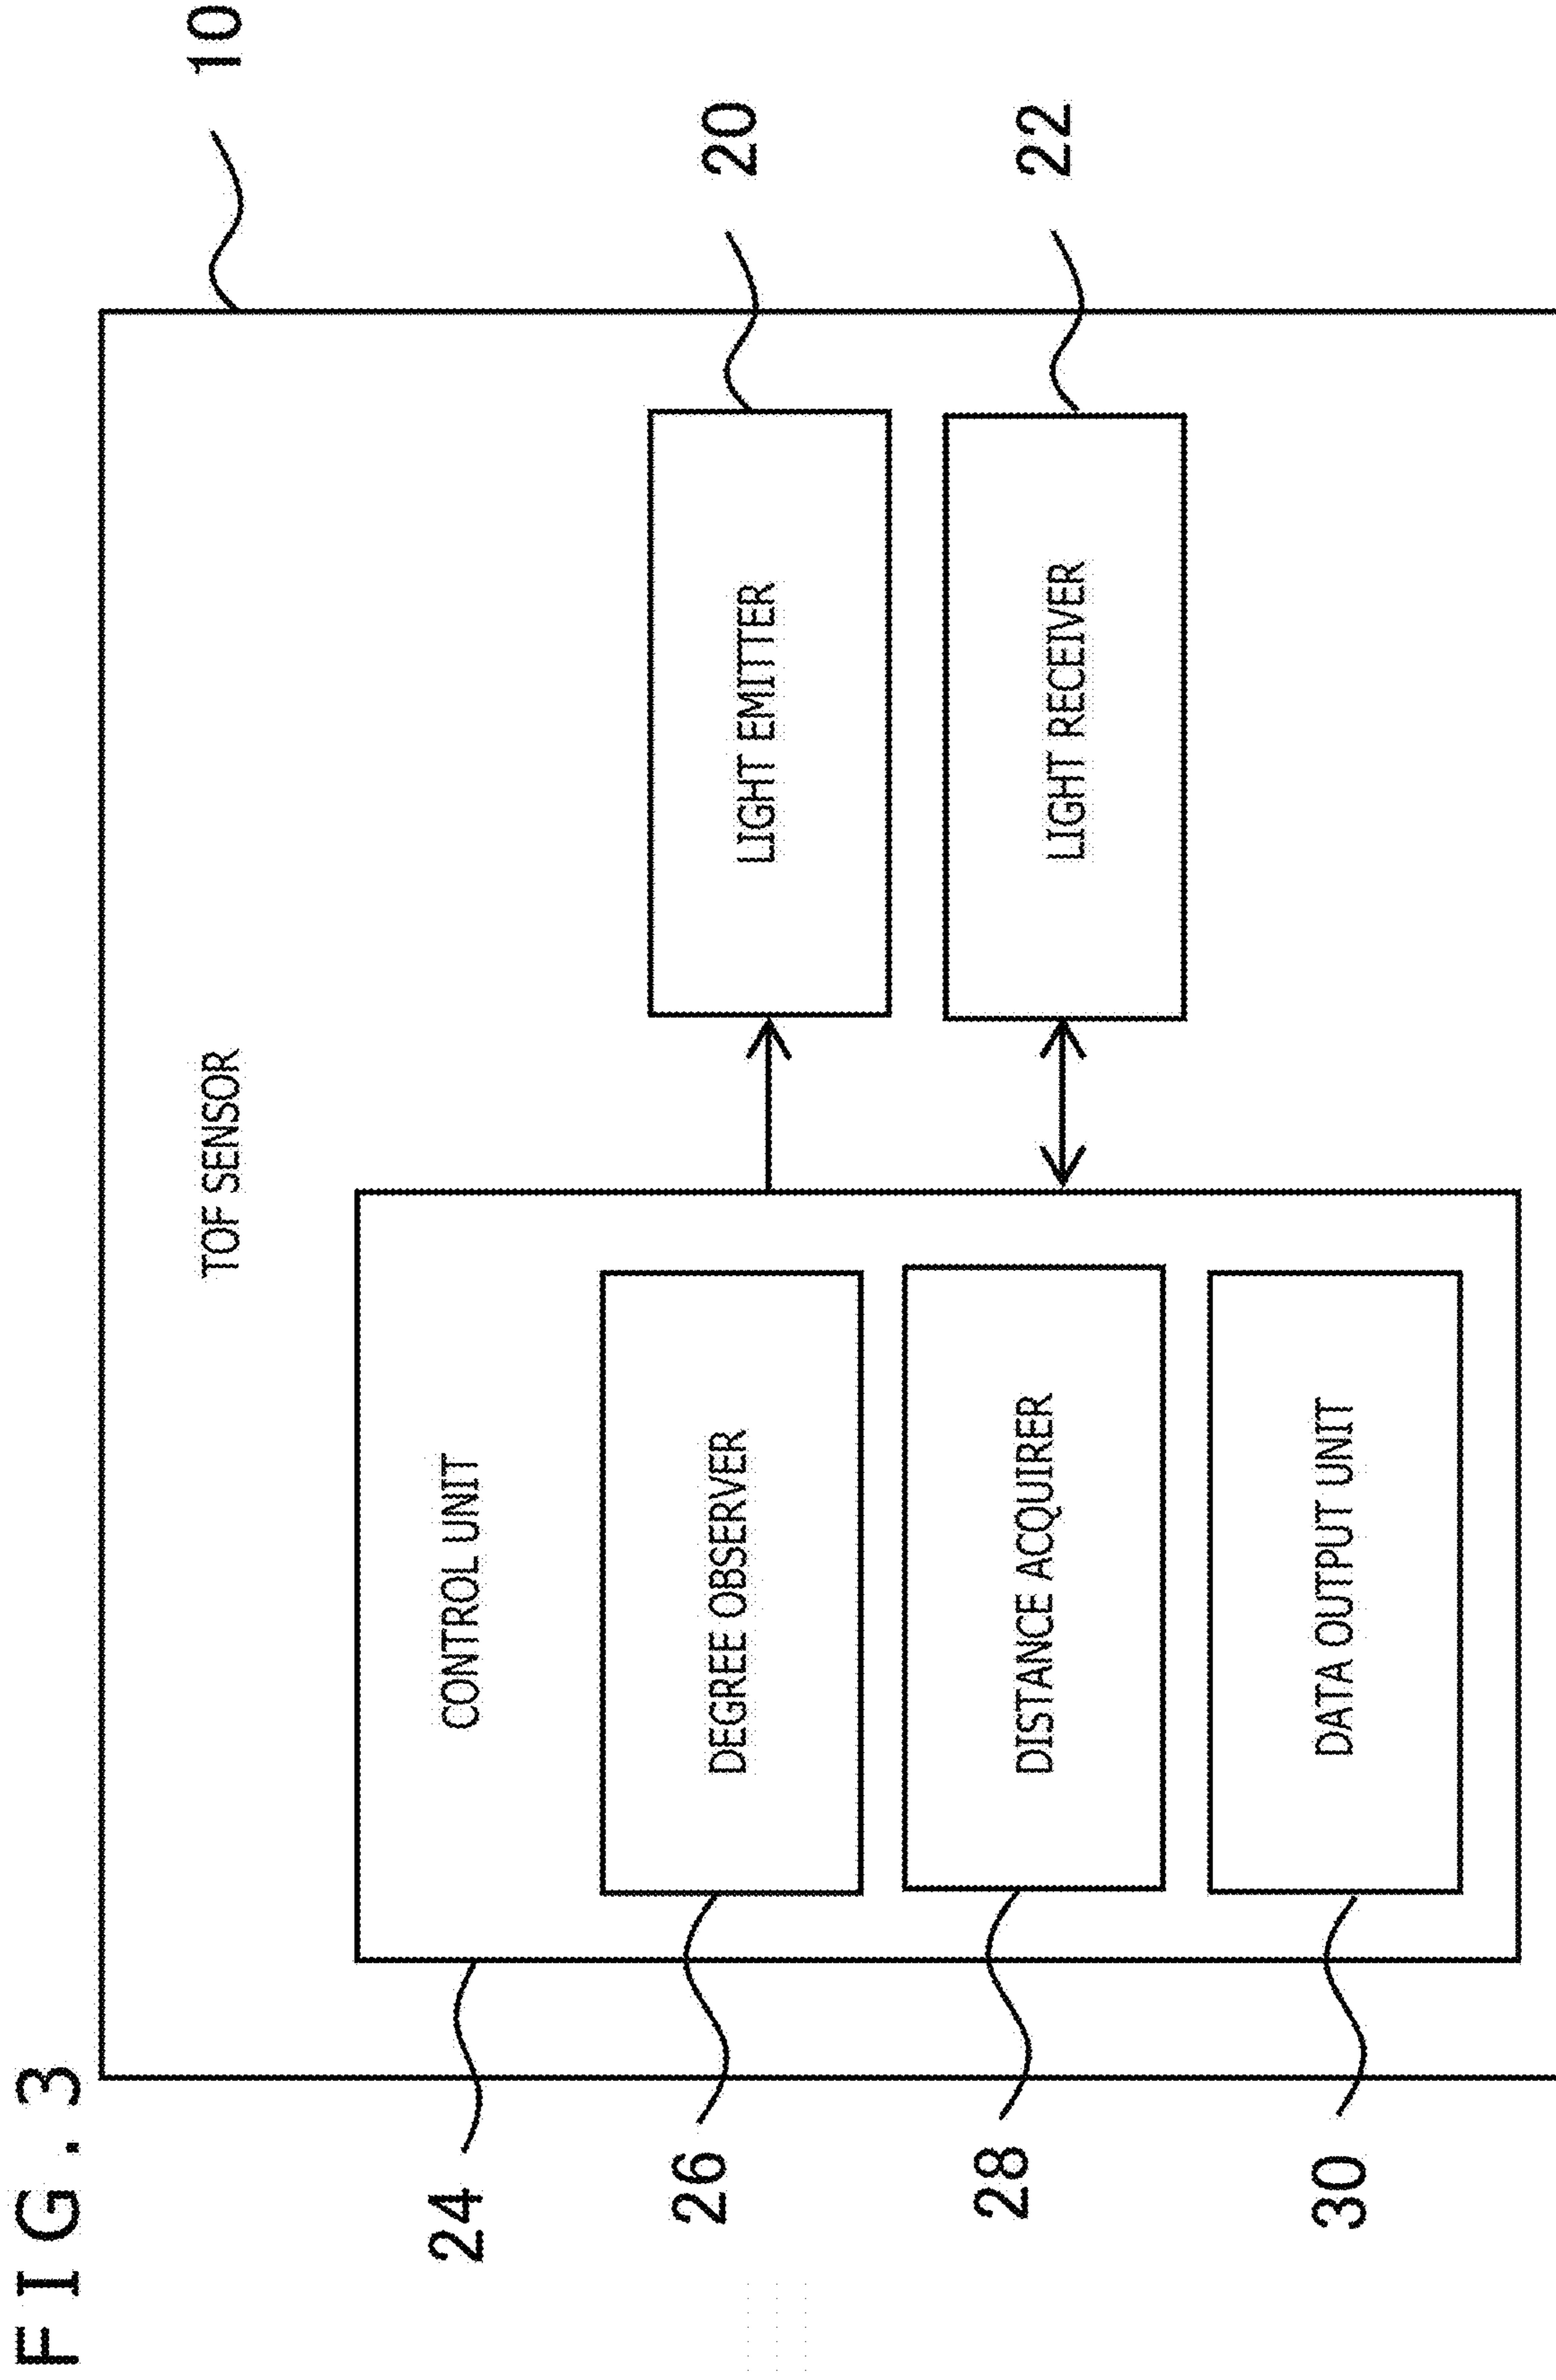 FIG. 3
TOF SENSOR
10
24
CONTROL UNIT
26
DEGREE OBSERVER
LIGHT EMITTER
20
28
DISTANCE ACQUIRER
LIGHT RECEIVER
22
30
DATA OUTPUT UNIT